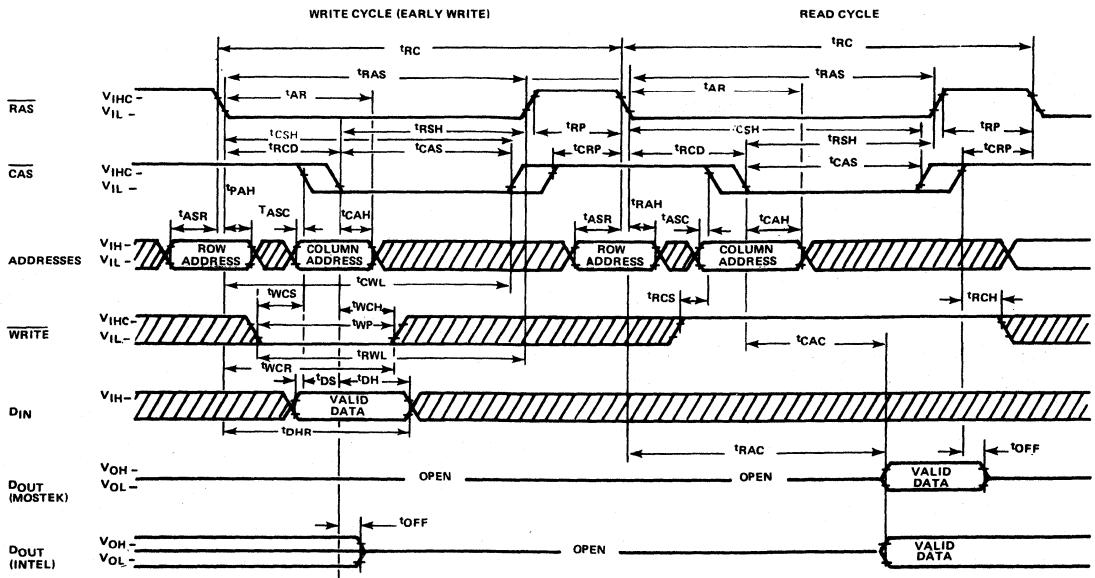 WRITE CYCLE (EARLY WRITE) READ CYCLE
tRC tRC
tRAS tRAS
tAR tAR
RAS VIHC VIL
tCSH tRSH tRP tCSH tRP
tRCD tCAS tCRP tRCD tRSH tCRP
tCAS
CAS VIHC VIL
tPAH tRAH
tASR TASC tCAH tASR tASC tCAH
ADDRESSES VIH VIL ROW ADDRESS COLUMN ADDRESS ROW ADDRESS COLUMN ADDRESS
tCWL
tWCS tWCH tRCS tRCH
WRITE VIHC VIL tWP
tRWL tCAC
tWCR
tDS tDH
DIN VIH VALID DATA
tDHR
tRAC tOFF
DOUT (MOSTEK) VOH VOL OPEN OPEN VALID DATA
tOFF
DOUT (INTEL) VOH VOL OPEN VALID DATA